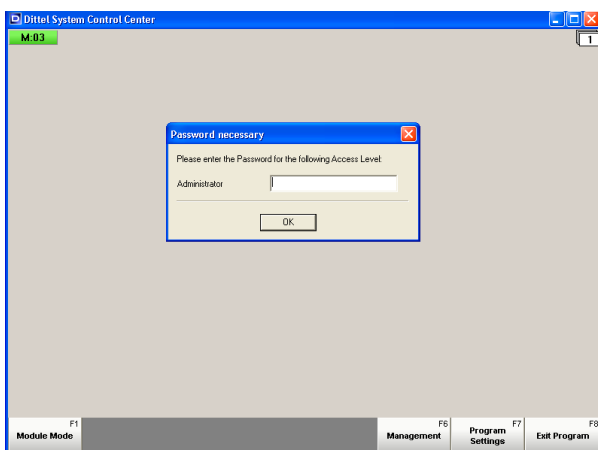 Dittel System Control Center
M:03
1
Password necessary
Please enter the Password for the following Access Level:
Administrator
OK
F1
Module Mode
F6
Management
F7
Program
Settings
F8
Exit Program